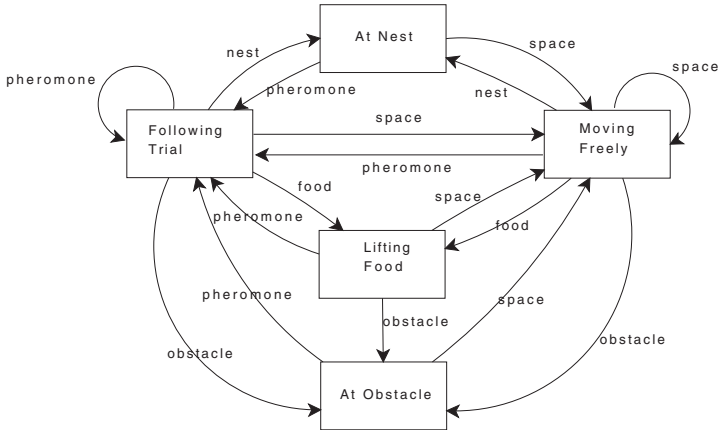 At Nest
nest
space
pheromone
space
pheromone
nest
Following
Trial
space
Moving
Freely
pheromone
food
space
pheromone
food
Lifting
Food
pheromone
space
obstacle
obstacle
obstacle
At Obstacle